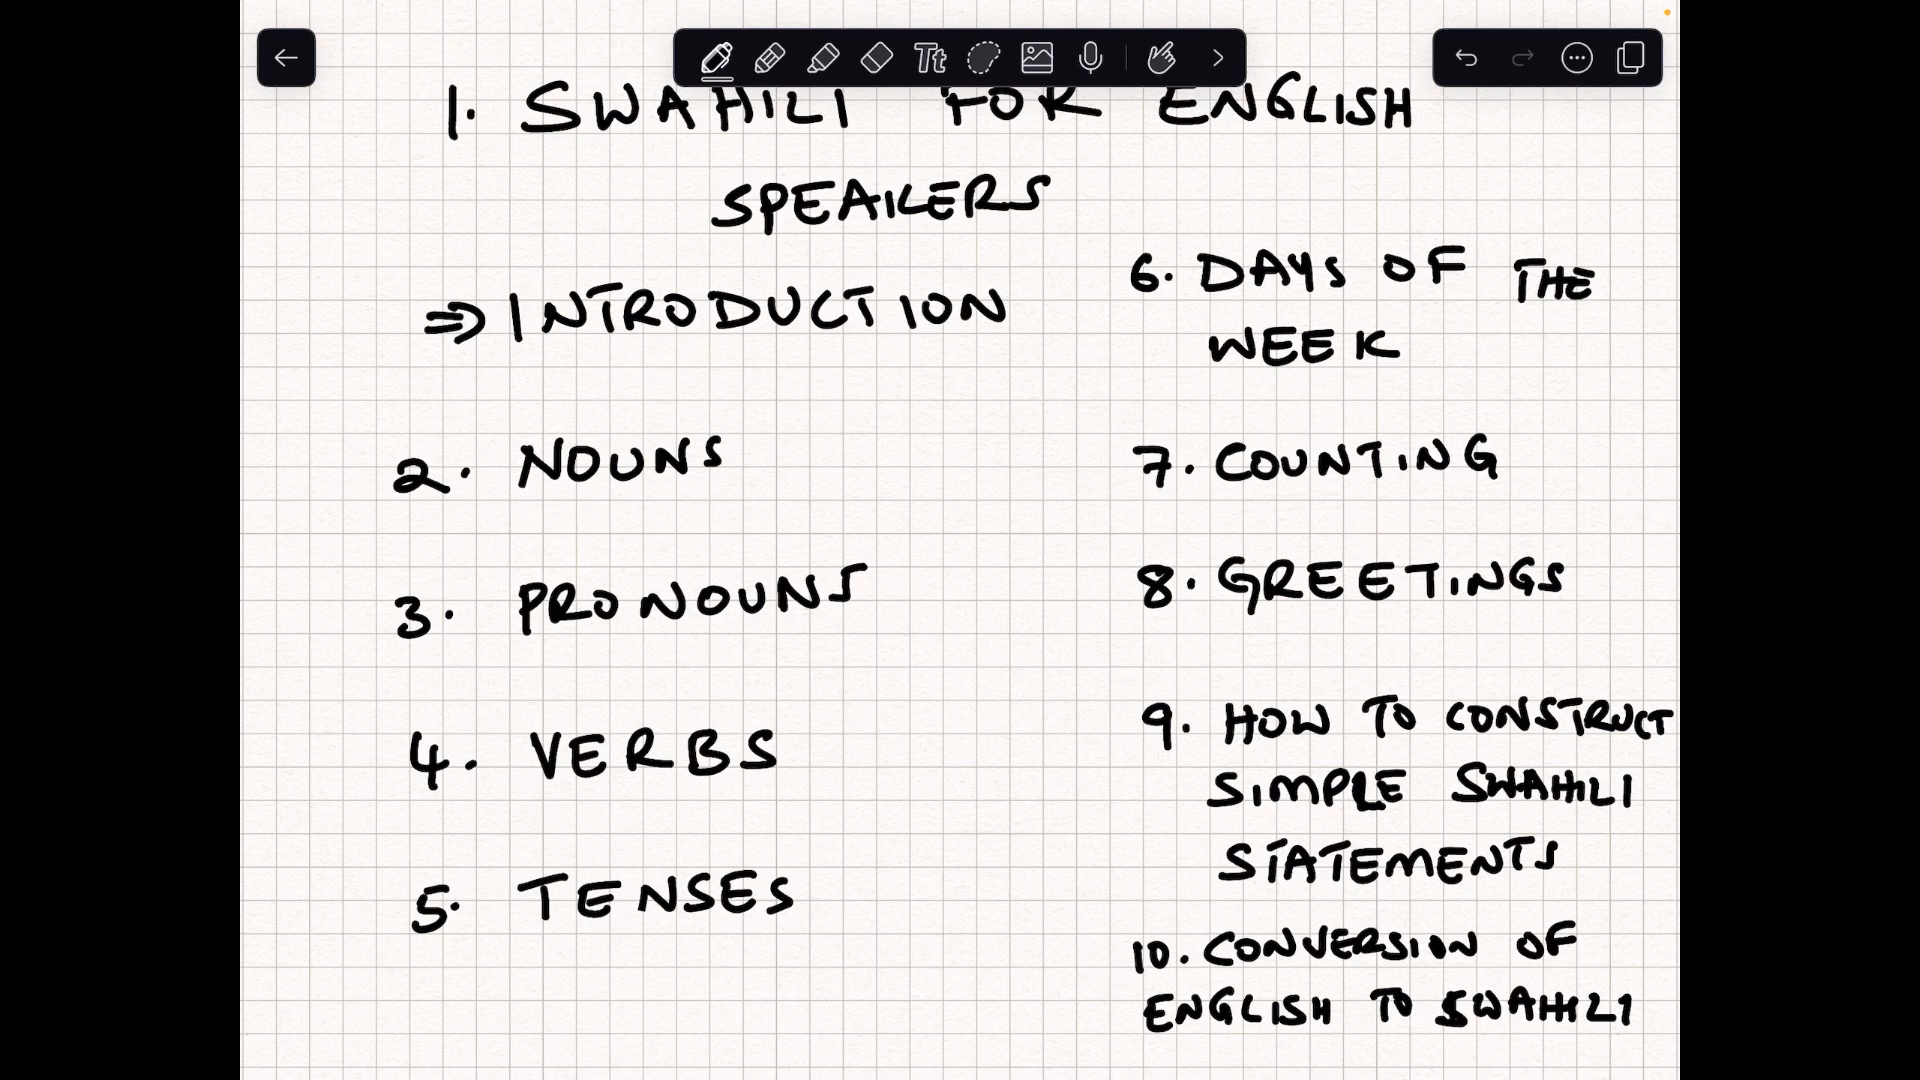 1. SWAHILI FOR ENGLISH
SPEAKERS
⇒ INTRODUCTION
2. NOUNS
3. PRONOUNS
4. VERBS
5. TENSES
6. DAYS OF THE
WEEK
7. COUNTING
8. GREETINGS
9. HOW TO CONSTRUCT
SIMPLE SWAHILI
STATEMENTS
10. CONVERSION OF
ENGLISH TO SWAHILI
Tt